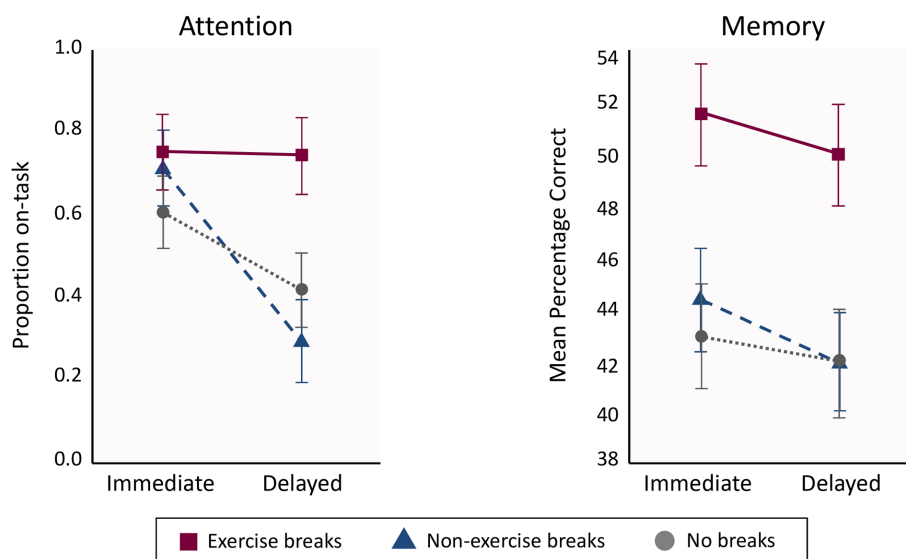 Attention
Proportion on-task
1.0
0.8
0.6
0.4
0.2
0.0
Immediate Delayed
Memory
Mean Percentage Correct
54
52
50
48
46
44
42
40
38
Immediate Delayed
Exercise breaks Non-exercise breaks No breaks